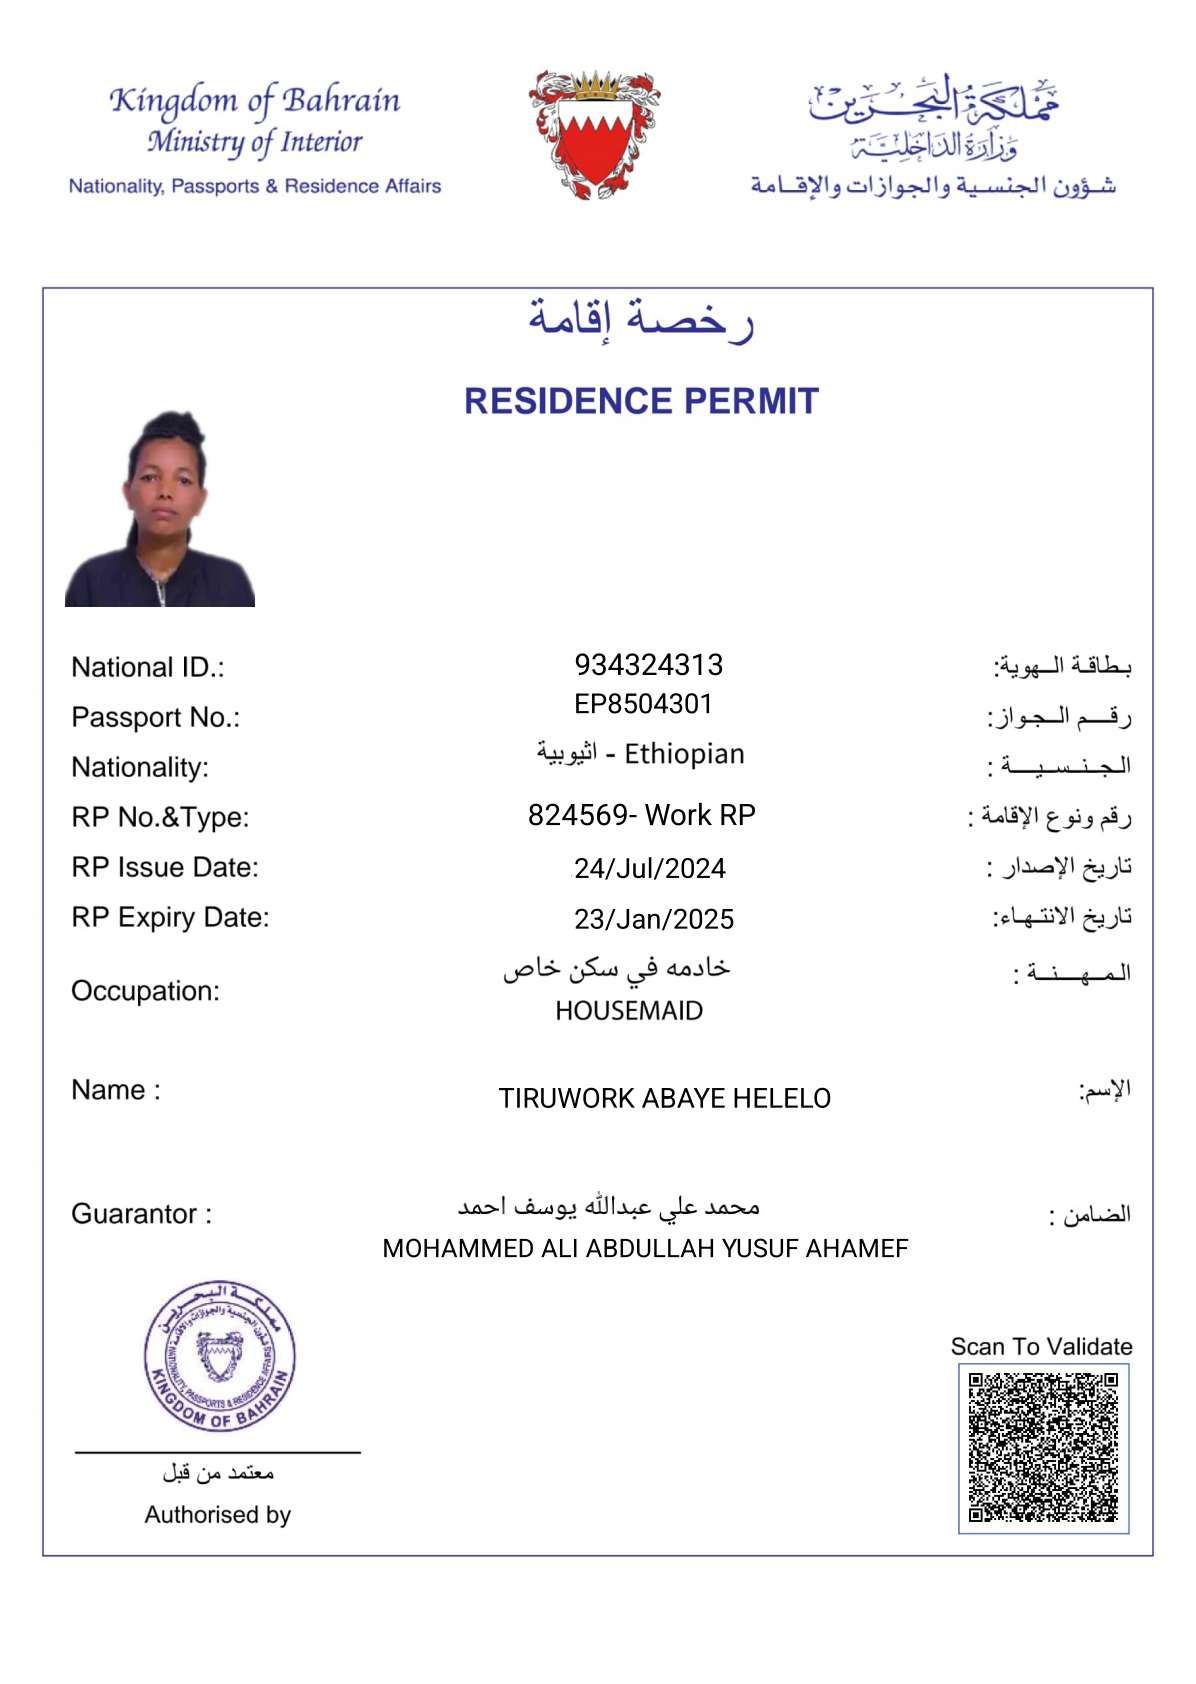 Kingdom of Bahrain
Ministry of Interior
Nationality, Passports & Residence Affairs
مملكة البحرين
وزارة الداخلية
شؤون الجنسية والجوازات والإقامة
رخصة إقامة
RESIDENCE PERMIT
National ID.: 934324313 بطاقة الهوية:
Passport No.: EP8504301 رقم الجواز:
Nationality: اثيوبية - Ethiopian الجنسية :
RP No.&Type: 824569- Work RP رقم ونوع الإقامة :
RP Issue Date: 24/Jul/2024 تاريخ الإصدار :
RP Expiry Date: 23/Jan/2025 تاريخ الانتهاء:
خادمه في سكن خاص المهنة :
Occupation:
HOUSEMAID
Name : TIRUWORK ABAYE HELELO الإسم:
Guarantor : محمد علي عبدالله يوسف احمد الضامن :
MOHAMMED ALI ABDULLAH YUSUF AHAMEF
مملكة البحرين
شؤون الجنسية والجوازات والإقامة
NATIONALITY, PASSPORTS & RESIDENCE AFFAIRS
KINGDOM OF BAHRAIN
Scan To Validate
معتمد من قبل
Authorised by